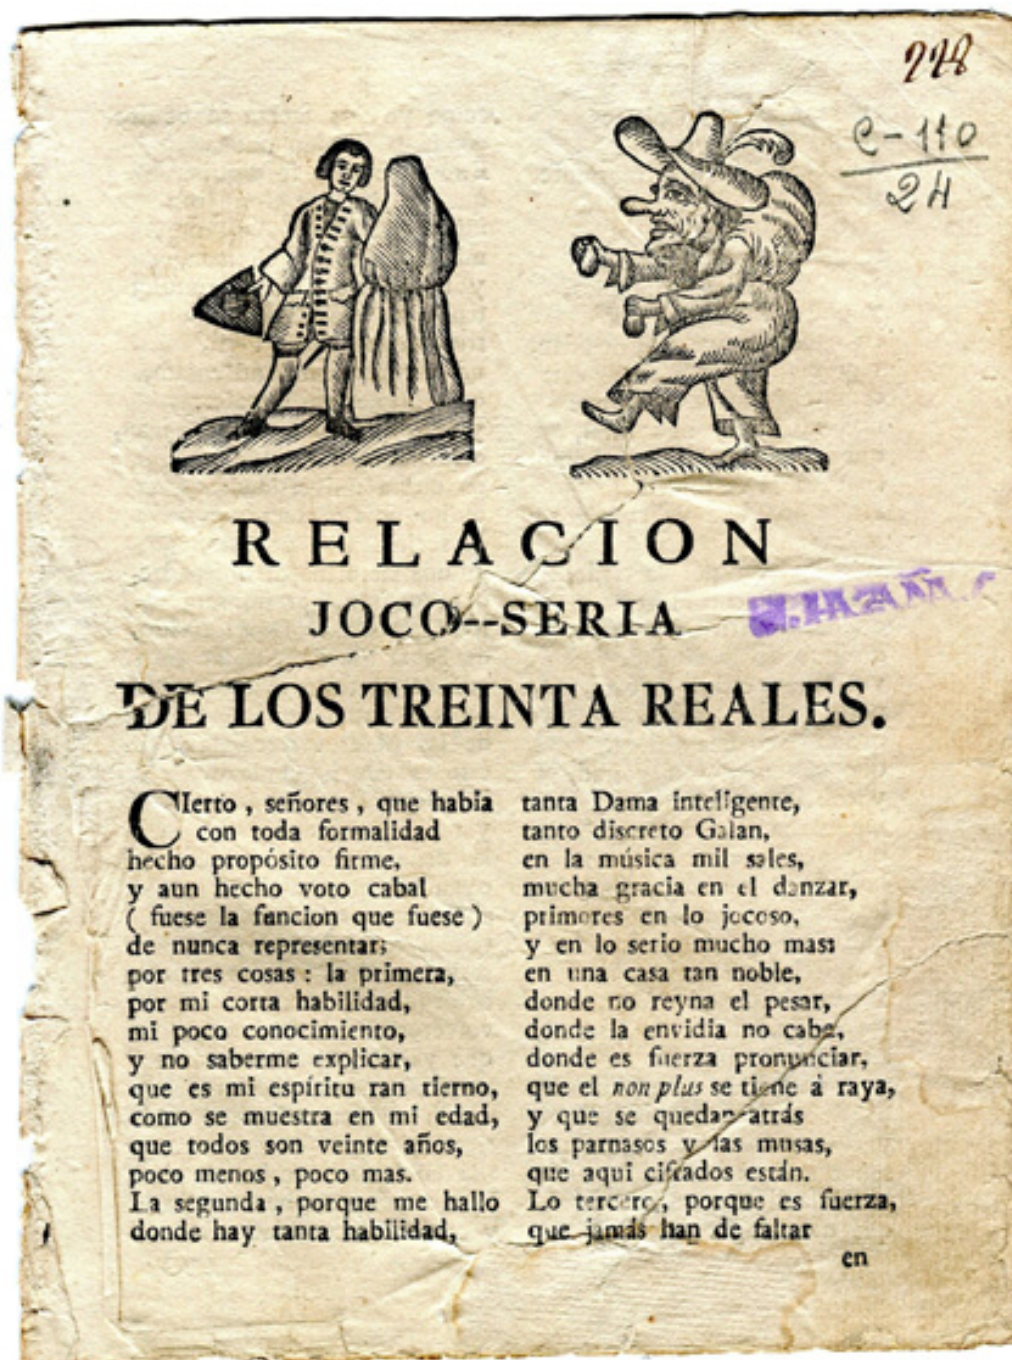 228
C-110
24
RELACION
JOCO--SERIA
DE LOS TREINTA REALES.
CIerto, señores, que habia
con toda formalidad
hecho propósito firme,
y aun hecho voto cabal
( fuese la funcion que fuese )
de nunca representar;
por tres cosas : la primera,
por mi corta habilidad,
mi poco conocimiento,
y no saberme explicar,
que es mi espíritu tan tierno,
como se muestra en mi edad,
que todos son veinte años,
poco menos, poco mas.
La segunda, porque me hallo
donde hay tanta habilidad,
tanta Dama inteligente,
tanto discreto Galan,
en la música mil sales,
mucha gracia en el danzar,
primores en lo jocoso,
y en lo serio mucho mas:
en una casa tan noble,
donde no reyna el pesar,
donde la envidia no cabe,
donde es fuerza pronunciar,
que el non plus se tiene á raya,
y que se quedan atrás
los parnasos y las musas,
que aqui cifrados están.
Lo tercero, porque es fuerza,
que jamás han de faltar
en